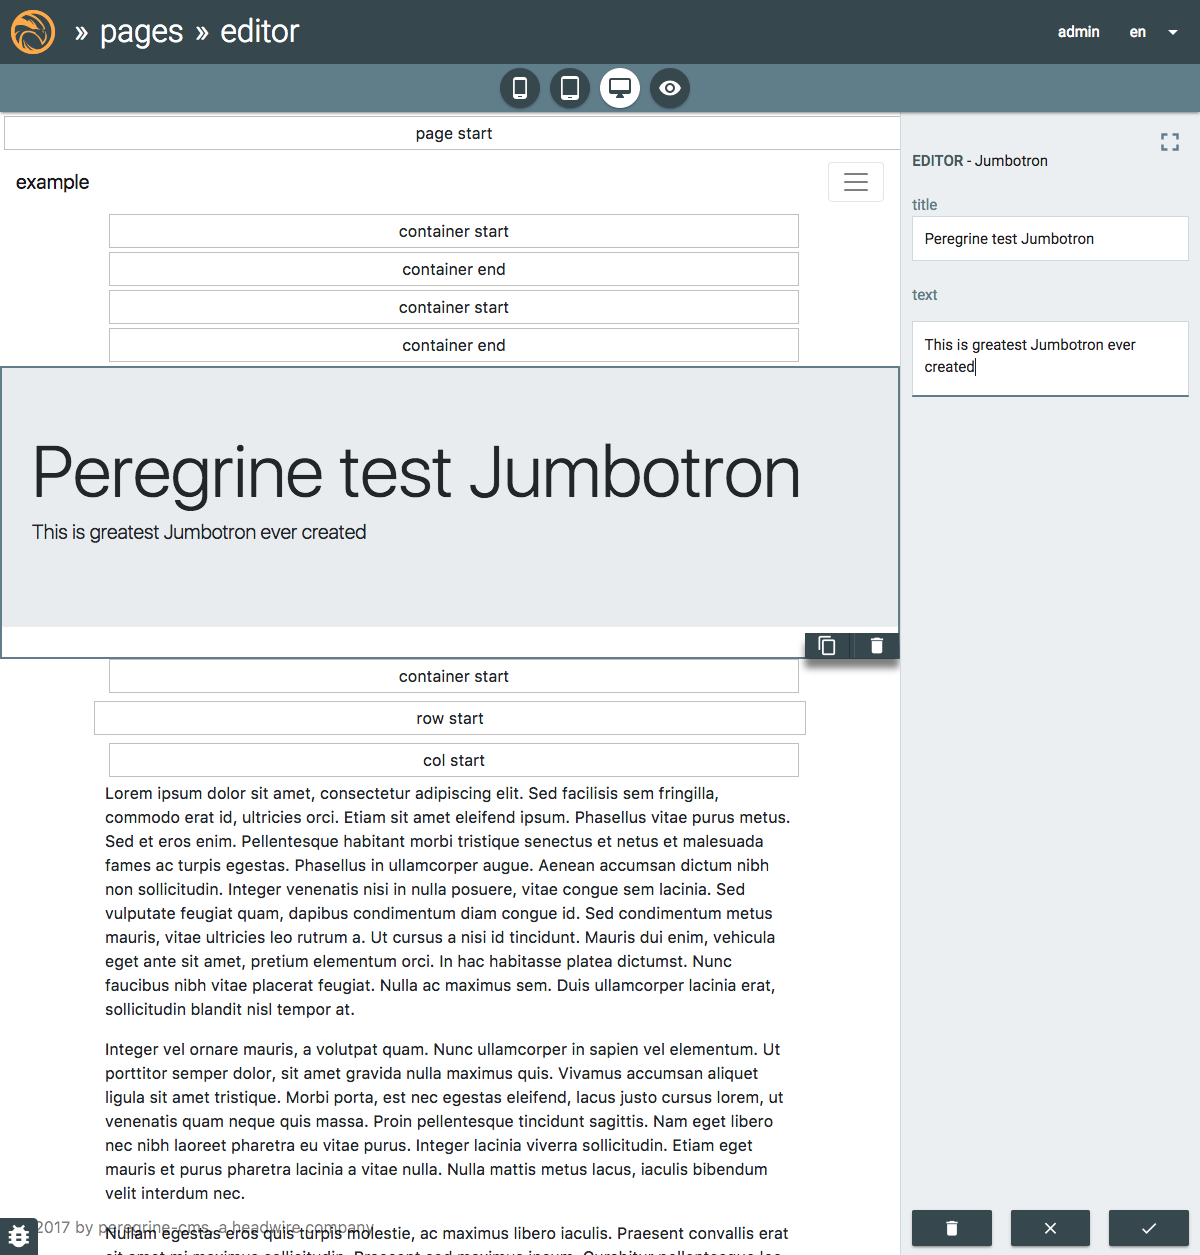 » pages » editor
admin en
page start
example
container start
container end
container start
container end
Peregrine test Jumbotron
This is greatest Jumbotron ever created
container start
row start
col start
Lorem ipsum dolor sit amet, consectetur adipiscing elit. Sed facilisis sem fringilla,
commodo erat id, ultricies orci. Etiam sit amet eleifend ipsum. Phasellus vitae purus metus.
Sed et eros enim. Pellentesque habitant morbi tristique senectus et netus et malesuada
fames ac turpis egestas. Phasellus in ullamcorper augue. Aenean accumsan dictum nibh
non sollicitudin. Integer venenatis nisi in nulla posuere, vitae congue sem lacinia. Sed
vulputate feugiat quam, dapibus condimentum diam congue id. Sed condimentum metus
mauris, vitae ultricies leo rutrum a. Ut cursus a nisi id tincidunt. Mauris dui enim, vehicula
eget ante sit amet, pretium elementum orci. In hac habitasse platea dictumst. Nunc
faucibus nibh vitae placerat feugiat. Nulla ac maximus sem. Duis ullamcorper lacinia erat,
sollicitudin blandit nisl tempor at.
Integer vel ornare mauris, a volutpat quam. Nunc ullamcorper in sapien vel elementum. Ut
porttitor semper dolor, sit amet gravida nulla maximus quis. Vivamus accumsan aliquet
ligula sit amet tristique. Morbi porta, est nec egestas eleifend, lacus justo cursus lorem, ut
venenatis quam neque quis massa. Proin pellentesque tincidunt sagittis. Nam eget libero
nec nibh laoreet pharetra eu vitae purus. Integer lacinia viverra sollicitudin. Etiam eget
mauris et purus pharetra lacinia a vitae nulla. Nulla mattis metus lacus, iaculis bibendum
velit interdum nec.
2017 by peregrine-cms, a headwire company
Nullam egestas eros quis turpis molestie, ac maximus libero iaculis. Praesent convallis erat
EDITOR - Jumbotron
title
Peregrine test Jumbotron
text
This is greatest Jumbotron ever
created